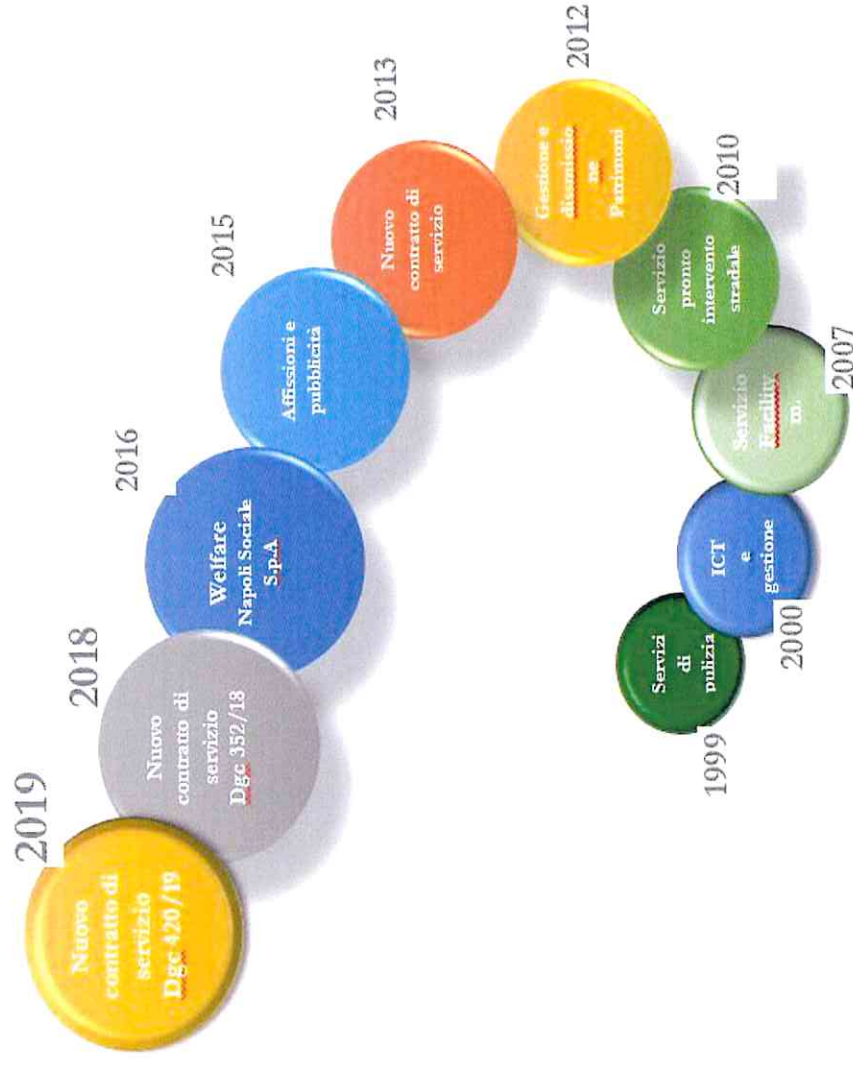 1999
Servizi
di
pulizia
2000
ICT
e
gestione
2007
Servizio
Facility
m.
2010
Servizio
pronto
intervento
stradale
2012
Gestione e
dissmissio
ne
Patrimoni
2013
Nuovo
contratto di
servizio
2015
Affissioni e
pubblicità
2016
Welfare
Napoli Sociale
S.p.A
2018
Nuovo
contratto di
servizio
Dgc 352/18
2019
Nuovo
contratto di
servizio
Dgc 420/19